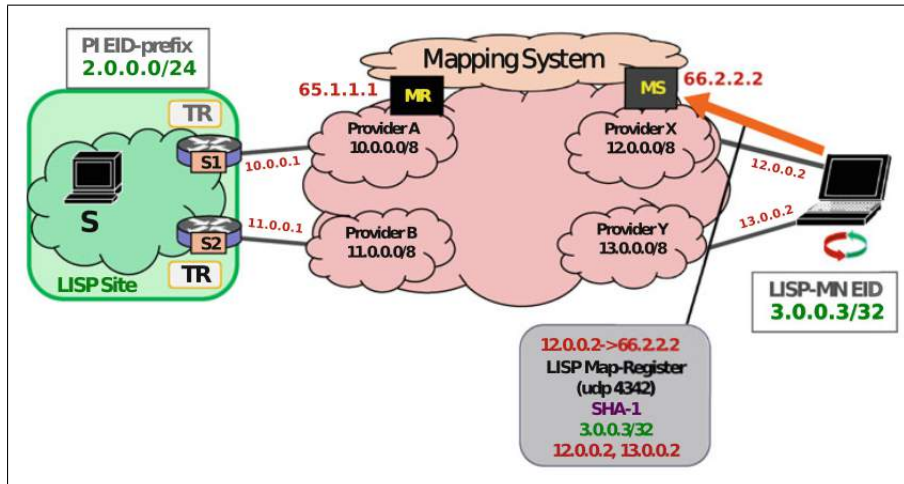 PI EID-prefix
2.0.0.0/24
Mapping System
65.1.1.1
MR
MS
66.2.2.2
TR
S1
10.0.0.1
Provider A
10.0.0.0/8
Provider X
12.0.0.0/8
12.0.0.2
S
S2
11.0.0.1
Provider B
11.0.0.0/8
Provider Y
13.0.0.0/8
13.0.0.2
TR
LISP Site
LISP-MN EID
3.0.0.3/32
12.0.0.2->66.2.2.2
LISP Map-Register
(udp 4342)
SHA-1
3.0.0.3/32
12.0.0.2, 13.0.0.2